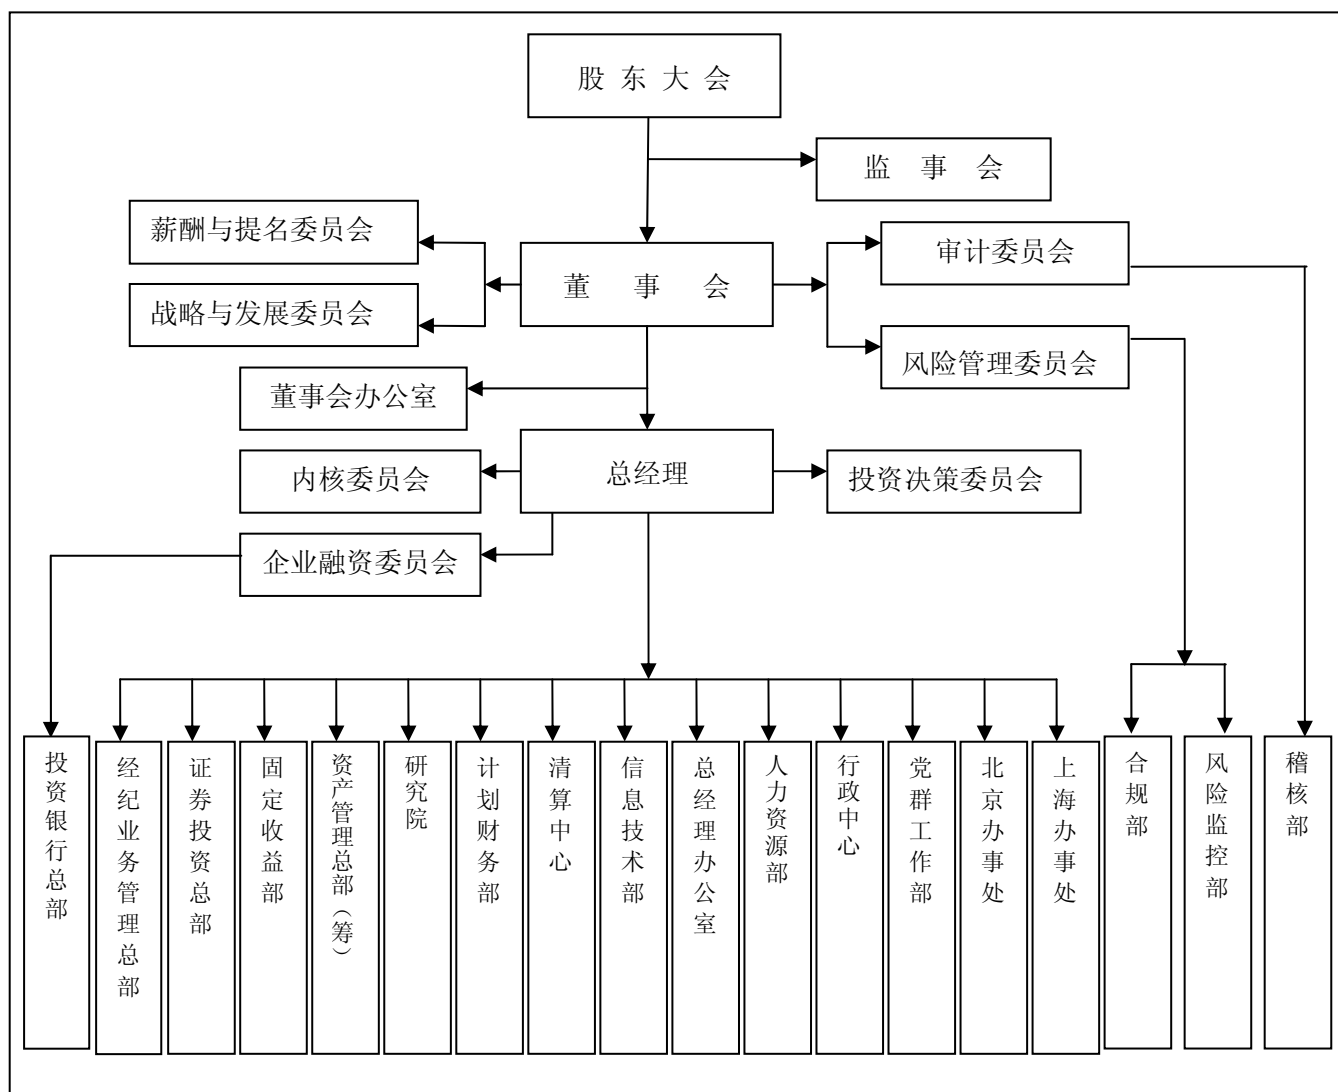 股 东 大 会
监 事 会
薪酬与提名委员会
董 事 会
审计委员会
战略与发展委员会
风险管理委员会
董事会办公室
总经理
内核委员会
投资决策委员会
企业融资委员会
投资银行总部
经纪业务管理总部
证券投资总部
固定收益部
资产管理总部（筹）
研究院
计划财务部
清算中心
信息技术部
总经理办公室
人力资源部
行政中心
党群工作部
北京办事处
上海办事处
合规部
风险监控部
稽核部